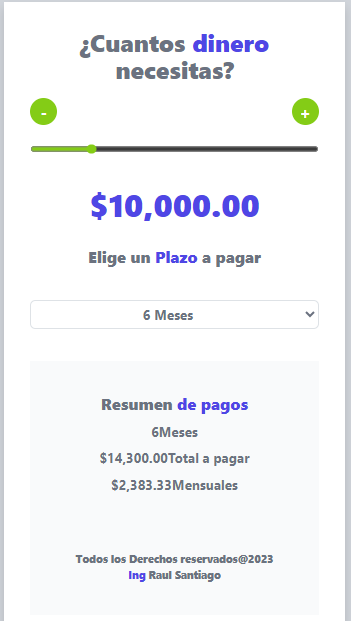 ¿Cuantos dinero
necesitas?
- +
$10,000.00
Elige un Plazo a pagar
6 Meses
Resumen de pagos
6Meses
$14,300.00Total a pagar
$2,383.33Mensuales
Todos los Derechos reservados@2023
Ing Raul Santiago